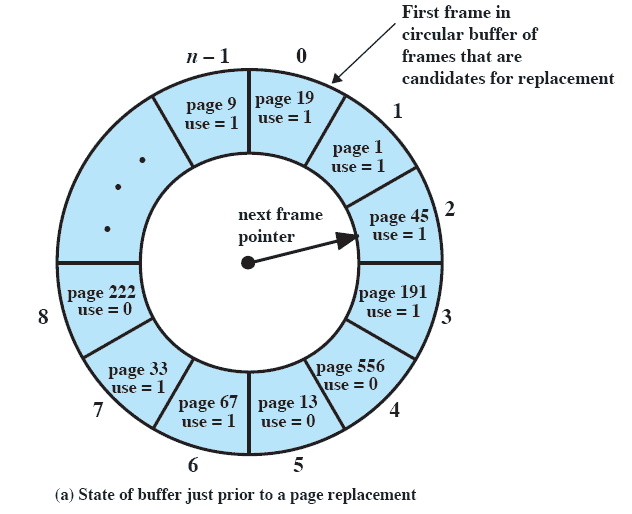 First frame in
circular buffer of
frames that are
candidates for replacement
n – 1
0
page 9
use = 1
page 19
use = 1
1
page 1
use = 1
2
page 45
use = 1
next frame
pointer
page 191
use = 1
3
page 556
use = 0
4
page 13
use = 0
5
page 67
use = 1
6
page 33
use = 1
7
page 222
use = 0
8
(a) State of buffer just prior to a page replacement